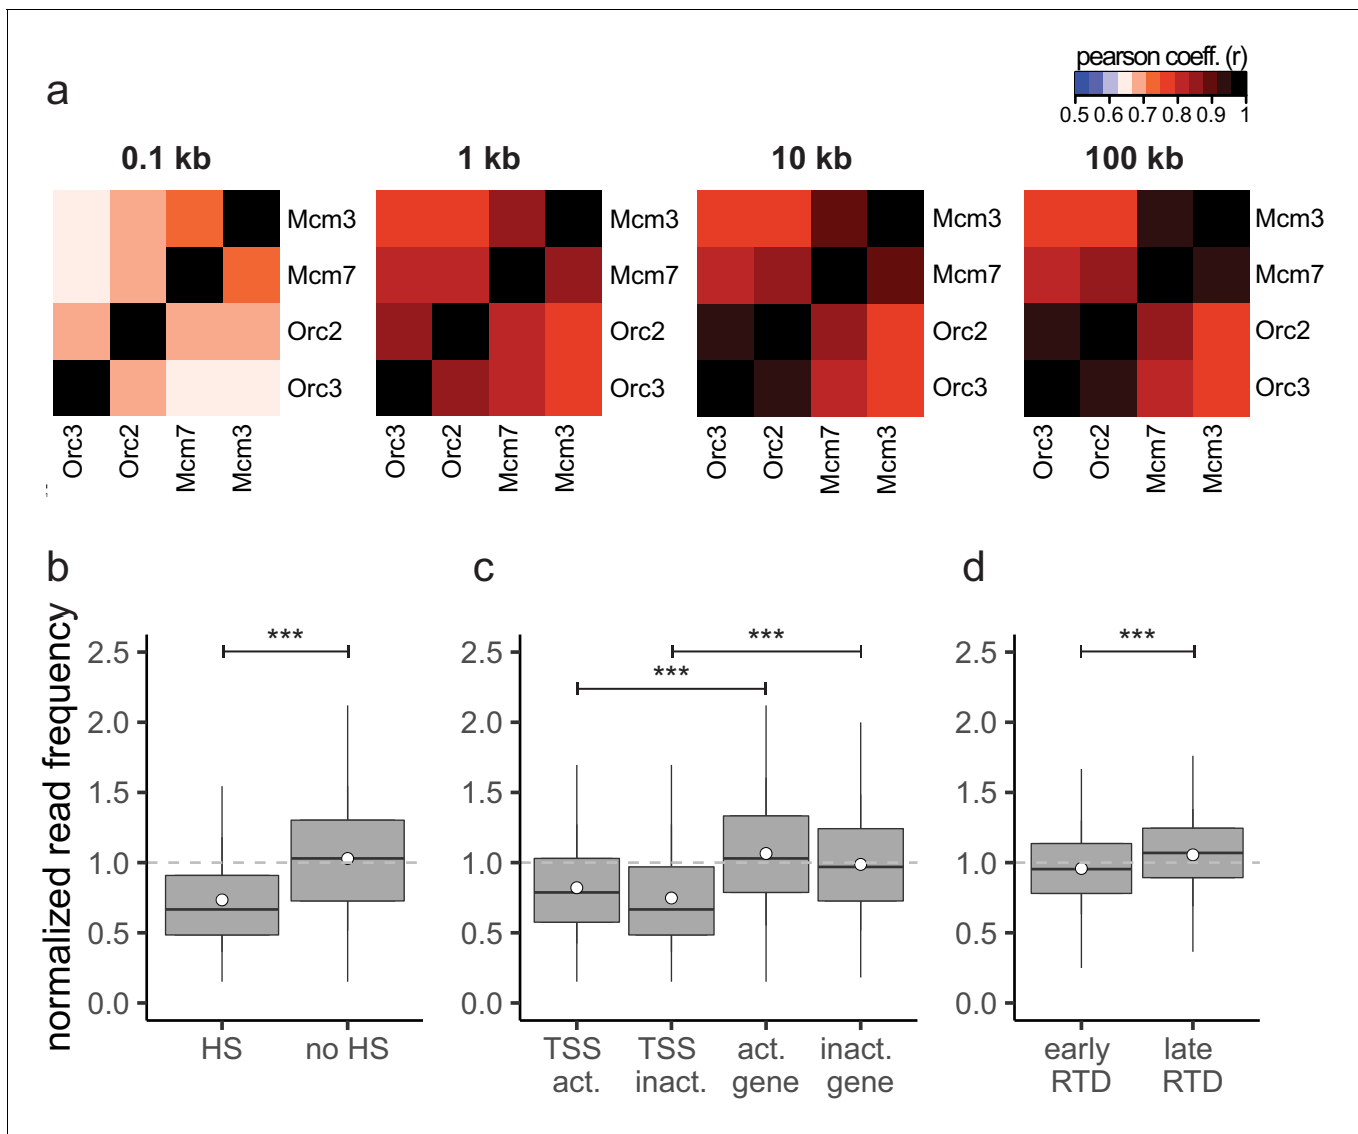 a
pearson coeff. (r)
0.5 0.6 0.7 0.8 0.9 1
0.1 kb 1 kb 10 kb 100 kb
Mcm3 Mcm3 Mcm3 Mcm3
Mcm7 Mcm7 Mcm7 Mcm7
Orc2 Orc2 Orc2 Orc2
Orc3 Orc3 Orc3 Orc3
Orc3 Orc2 Mcm7 Mcm3 Orc3 Orc2 Mcm7 Mcm3 Orc3 Orc2 Mcm7 Mcm3 Orc3 Orc2 Mcm7 Mcm3
b
normalized read frequency
2.5
2.0
1.5
1.0
0.5
0.0
***
HS no HS
c
2.5
2.0
1.5
1.0
0.5
0.0
***
***
TSS TSS act. inact.
act. inact. gene gene
d
2.5
2.0
1.5
1.0
0.5
0.0
***
early late
RTD RTD